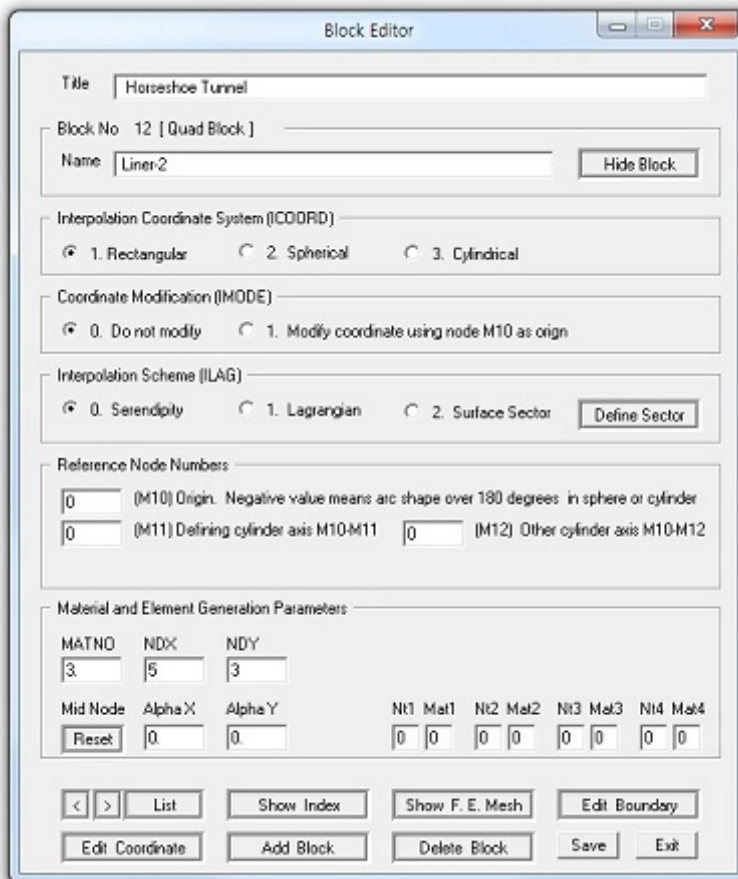 Block Editor
Title Horseshoe Tunnel
Block No 12 [ Quad Block ]
Name Liner-2 Hide Block
Interpolation Coordinate System (ICOORD)
1. Rectangular 2. Spherical 3. Cylindrical
Coordinate Modification (IMODE)
0. Do not modify 1. Modify coordinate using node M10 as orign
Interpolation Scheme (ILAG)
0. Serendipity 1. Lagrangian 2. Surface Sector Define Sector
Reference Node Numbers
0 (M10) Origin. Negative value means arc shape over 180 degrees in sphere or cylinder
0 (M11) Defining cylinder axis M10-M11 0 (M12) Other cylinder axis M10-M12
Material and Element Generation Parameters
MATNO NDX NDY
3. 5 3
Mid Node Alpha X Alpha Y Nt1 Mat1 Nt2 Mat2 Nt3 Mat3 Nt4 Mat4
Reset 0. 0. 0 0 0 0 0 0 0 0
< > List Show Index Show F. E. Mesh Edit Boundary
Edit Coordinate Add Block Delete Block Save Exit